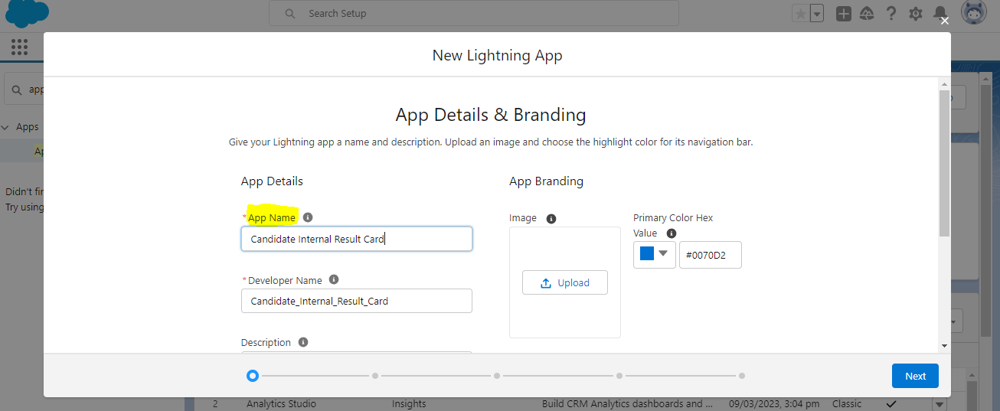 Search Setup
New Lightning App
app
App Details & Branding
Apps
Give your Lightning app a name and description. Upload an image and choose the highlight color for its navigation bar.
App Details
App Branding
* App Name
Image
Primary Color Hex
Value
Candidate Internal Result Card
#0070D2
Upload
* Developer Name
Candidate_Internal_Result_Card
Description
Didn't
Try using
Next
2 Analytics Studio Insights Build CRM Analytics dashboards and ... 09/03/2023, 3:04 pm Classic